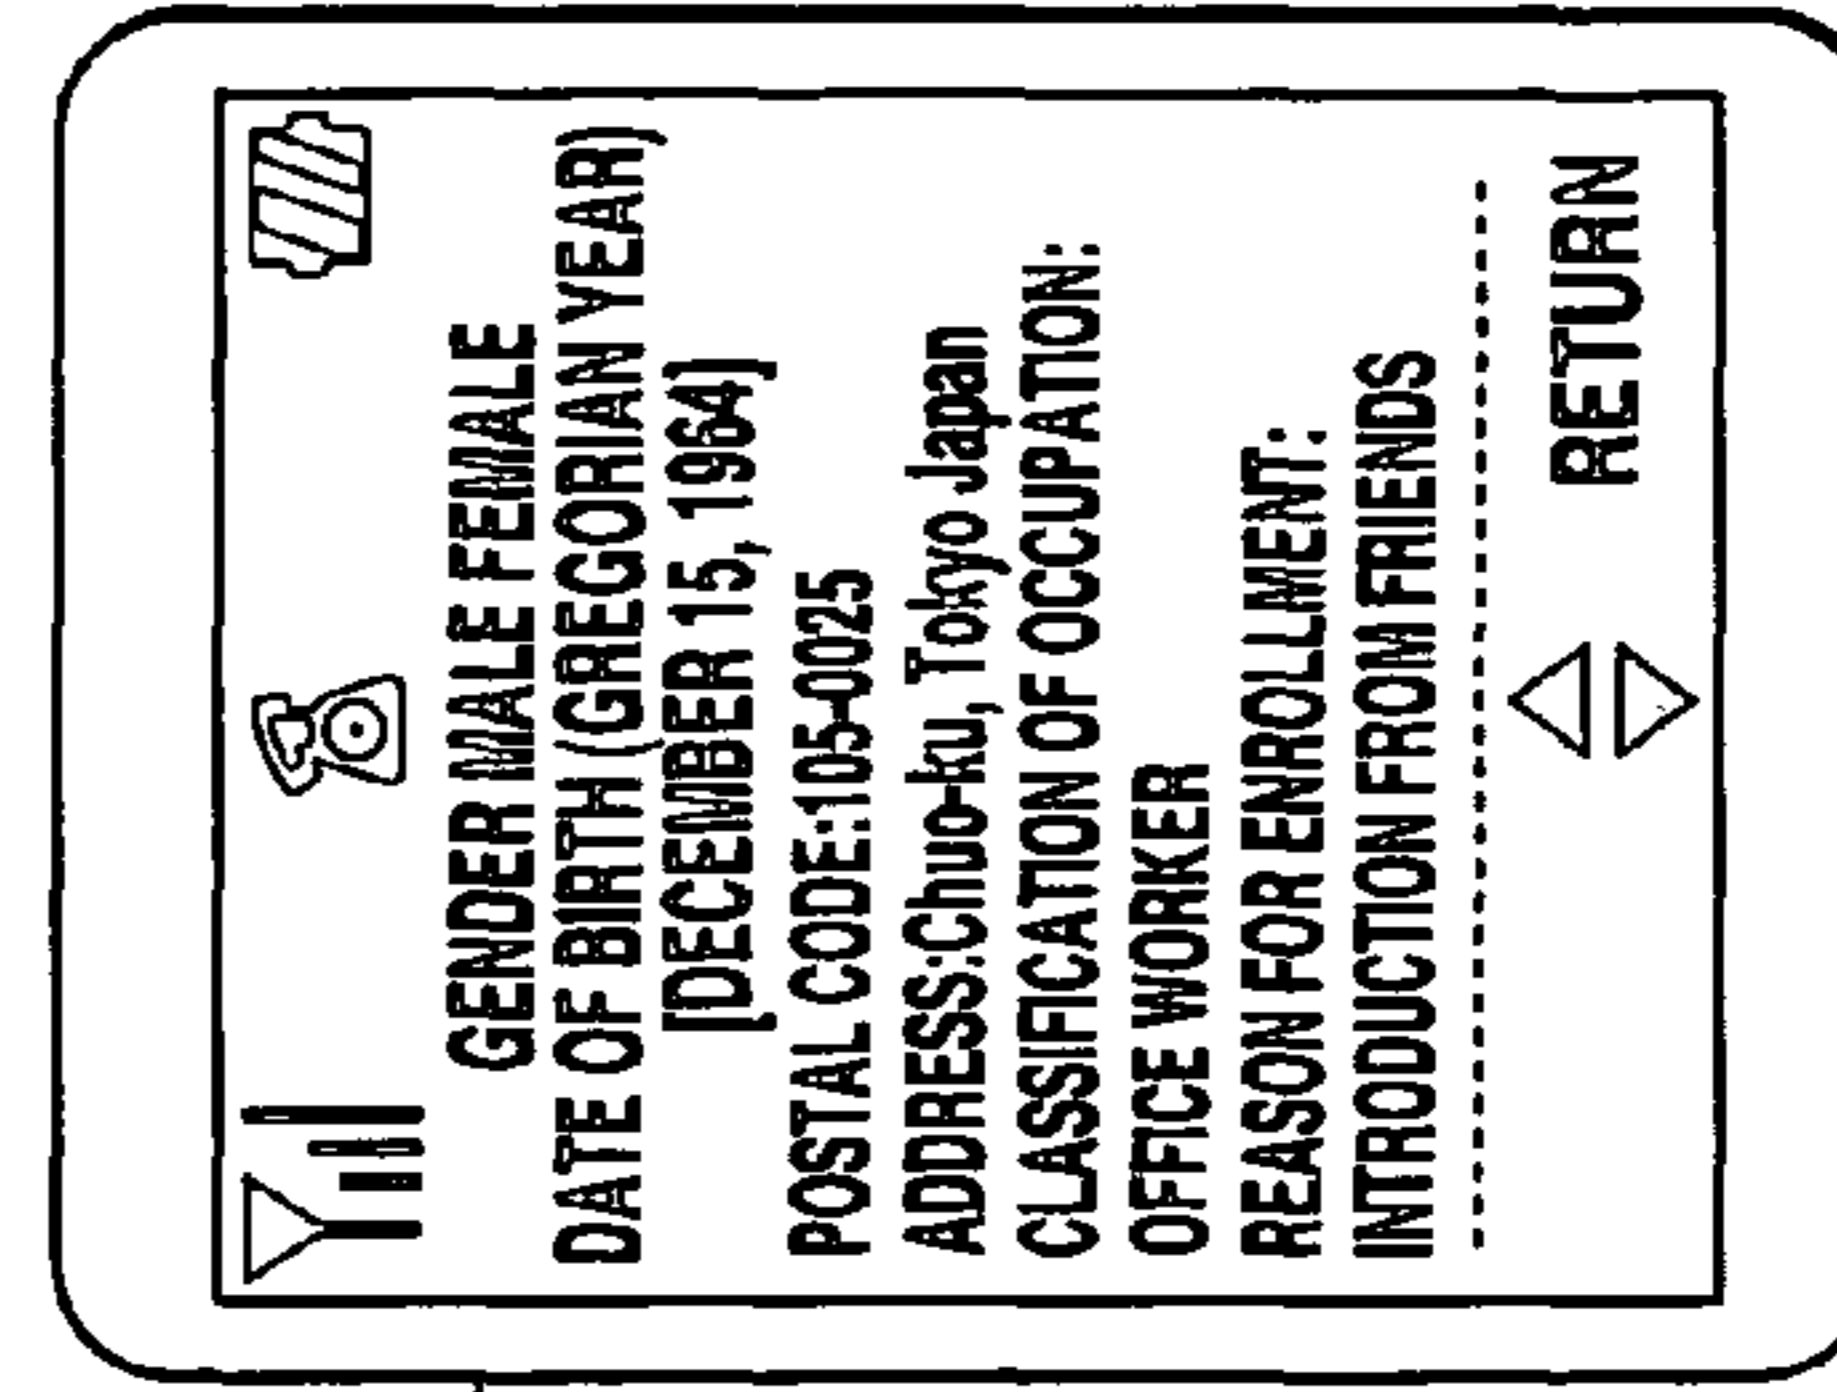 GENDER MALE FEMALE
DATE OF BIRTH (GREGORIAN YEAR)
[DECEMBER 15, 1964]
POSTAL CODE:105-0025
ADDRESS:Chuo-ku, Tokyo Japan
CLASSIFICATION OF OCCUPATION:
OFFICE WORKER
REASON FOR ENROLLMENT:
INTRODUCTION FROM FRIENDS
RETURN